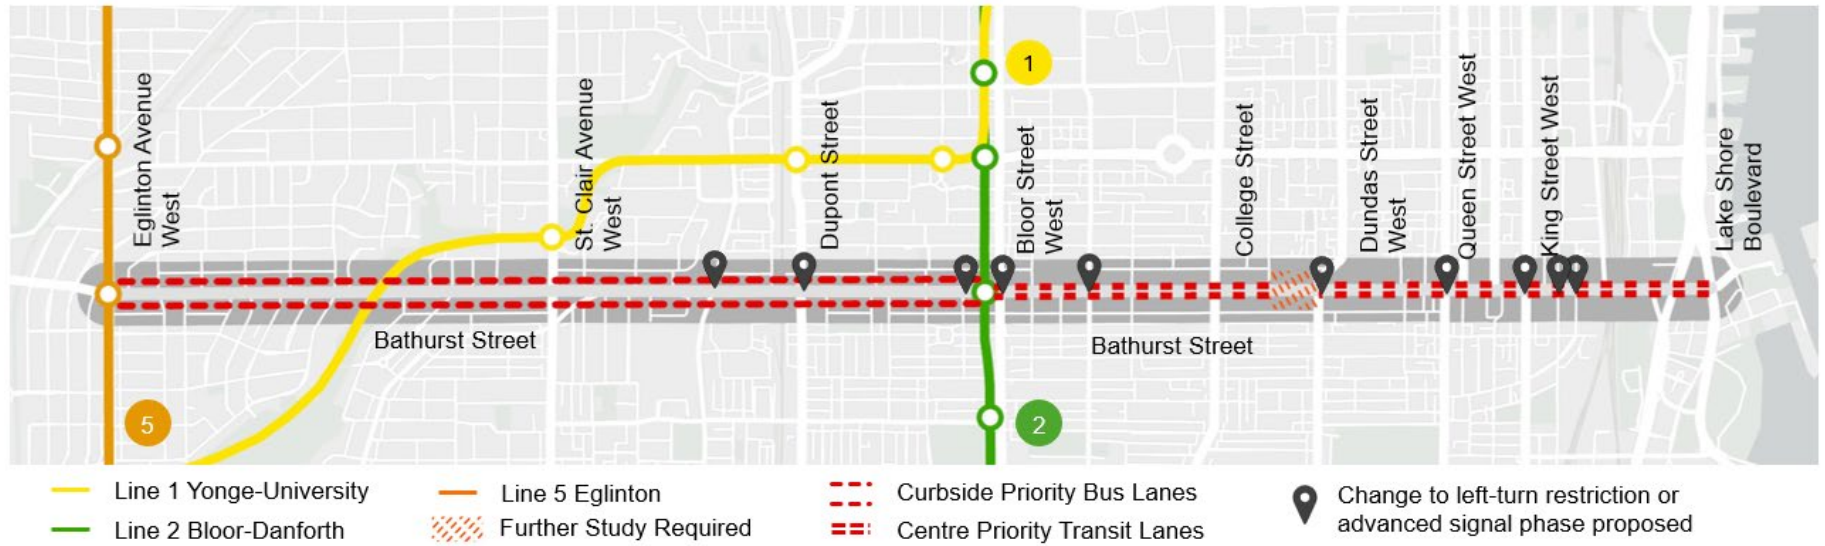 1
Eglinton Avenue
West
St. Clair Avenue
West
Dupont Street
Bloor Street
West
College Street
Dundas Street
West
Queen Street West
King Street West
Lake Shore
Boulevard
Bathurst Street
Bathurst Street
5
2
Line 1 Yonge-University
Line 2 Bloor-Danforth
Line 5 Eglinton
Further Study Required
Curbside Priority Bus Lanes
Centre Priority Transit Lanes
Change to left-turn restriction or
advanced signal phase proposed